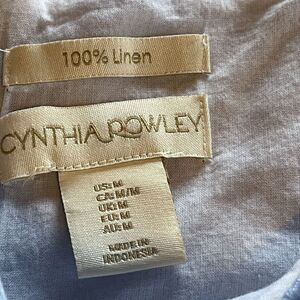 100% Linen
CYNTHIA ROWLEY
US: M
CA: M/M
UK: M
EU: M
AU: M
MADE IN
INDONESIA